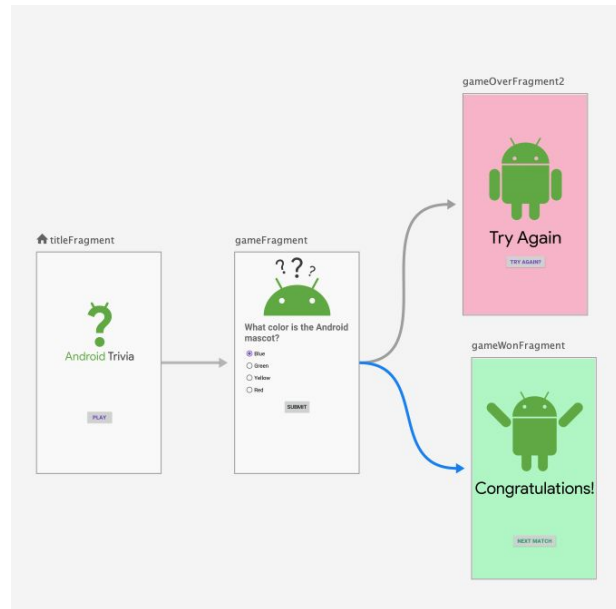 gameOverFragment2
Try Again
TRY AGAIN?
titleFragment
Android Trivia
PLAY
gameFragment
? ? ?
What color is the Android
mascot?
Blue
Green
Yellow
Red
SUBMIT
gameWonFragment
Congratulations!
NEXT MATCH